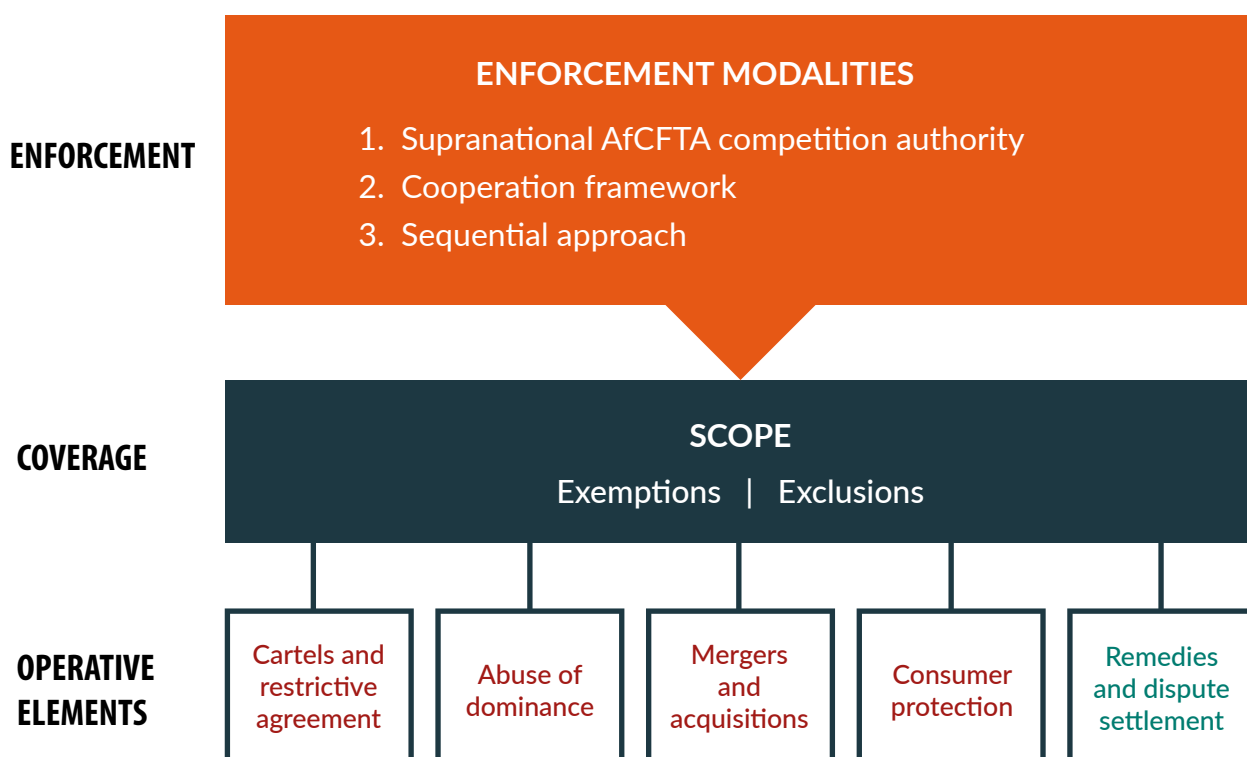 ENFORCEMENT
ENFORCEMENT MODALITIES
1. Supranational AfCFTA competition authority
2. Cooperation framework
3. Sequential approach
COVERAGE
SCOPE
Exemptions | Exclusions
OPERATIVE
ELEMENTS
Cartels and
restrictive
agreement
Abuse of
dominance
Mergers
and
acquisitions
Consumer
protection
Remedies
and dispute
settlement